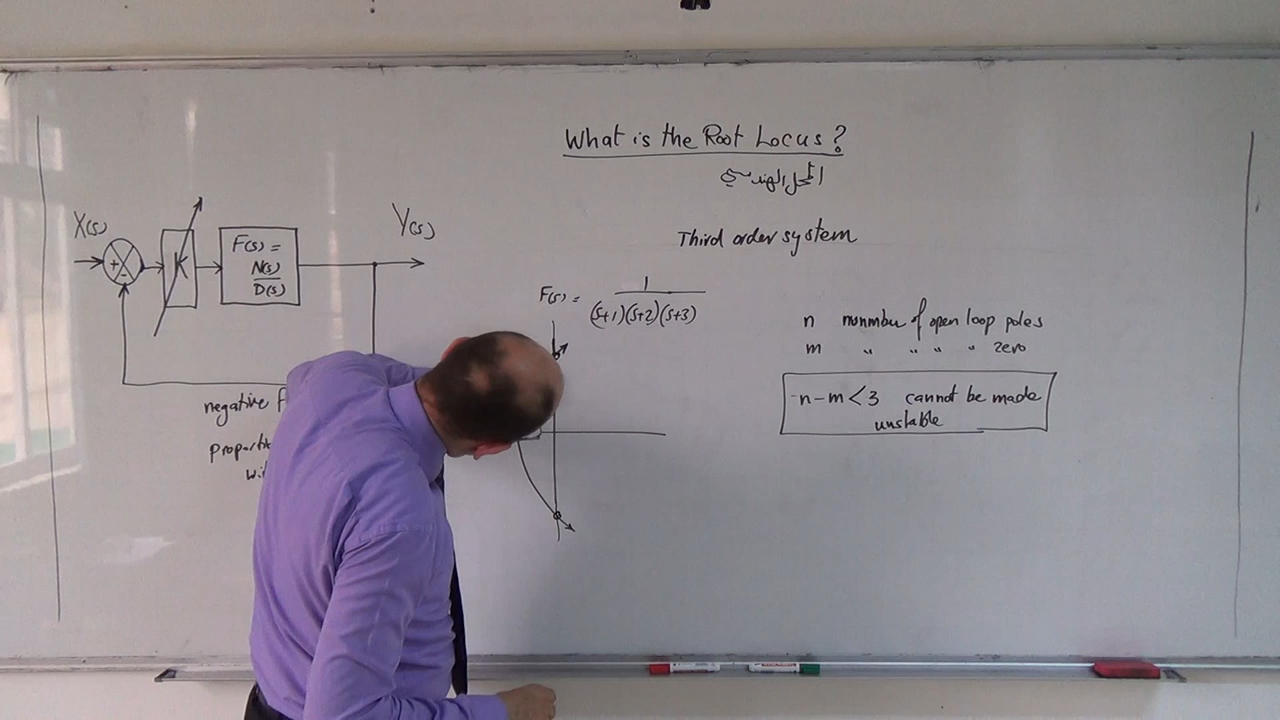 What is the Root Locus?
المحل الهندسي
Third order system
X(s)
Y(s)
+
-
K
F(s) =
N(s)
D(s)
F(s) =
1
(s+1)(s+2)(s+3)
n nunmber of open loop poles
m " " " " zero
n-m<3 cannot be made
unstable
negative